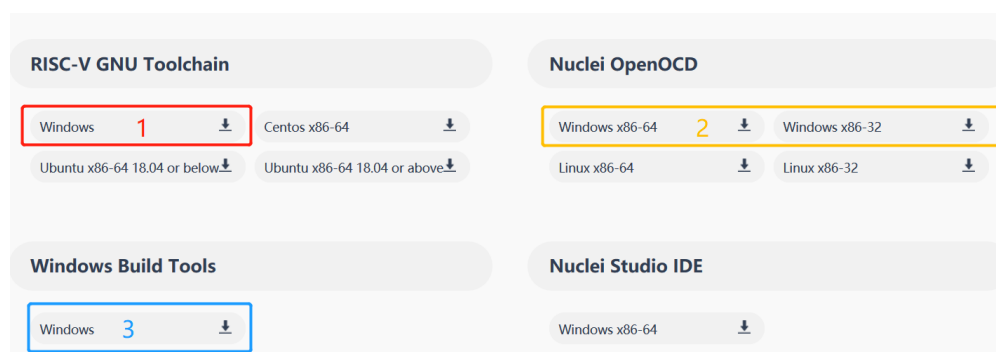 RISC-V GNU Toolchain
Nuclei OpenOCD
Windows 1
Centos x86-64
Windows x86-64 2
Windows x86-32
Ubuntu x86-64 18.04 or below
Ubuntu x86-64 18.04 or above
Linux x86-64
Linux x86-32
Windows Build Tools
Nuclei Studio IDE
Windows 3
Windows x86-64